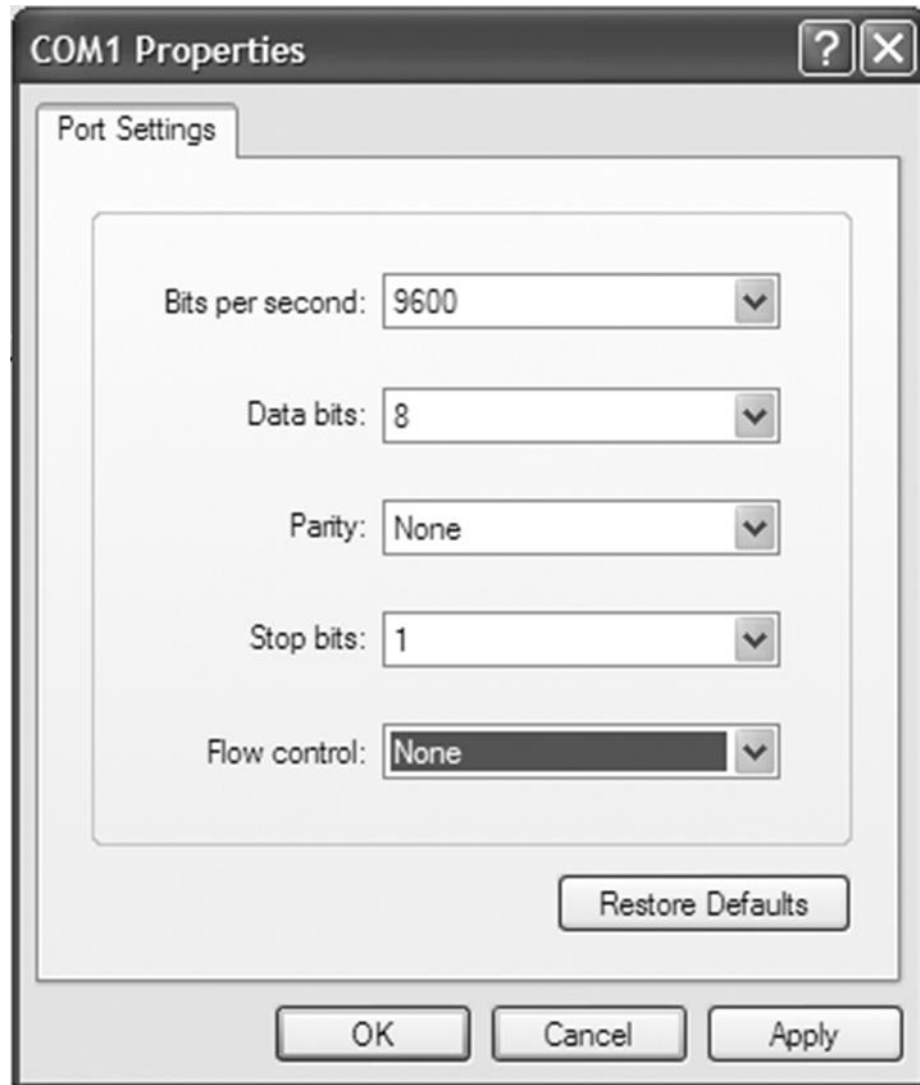 COM1 Properties
Port Settings
Bits per second: 9600
Data bits: 8
Parity: None
Stop bits: 1
Flow control: None
Restore Defaults
OK Cancel Apply